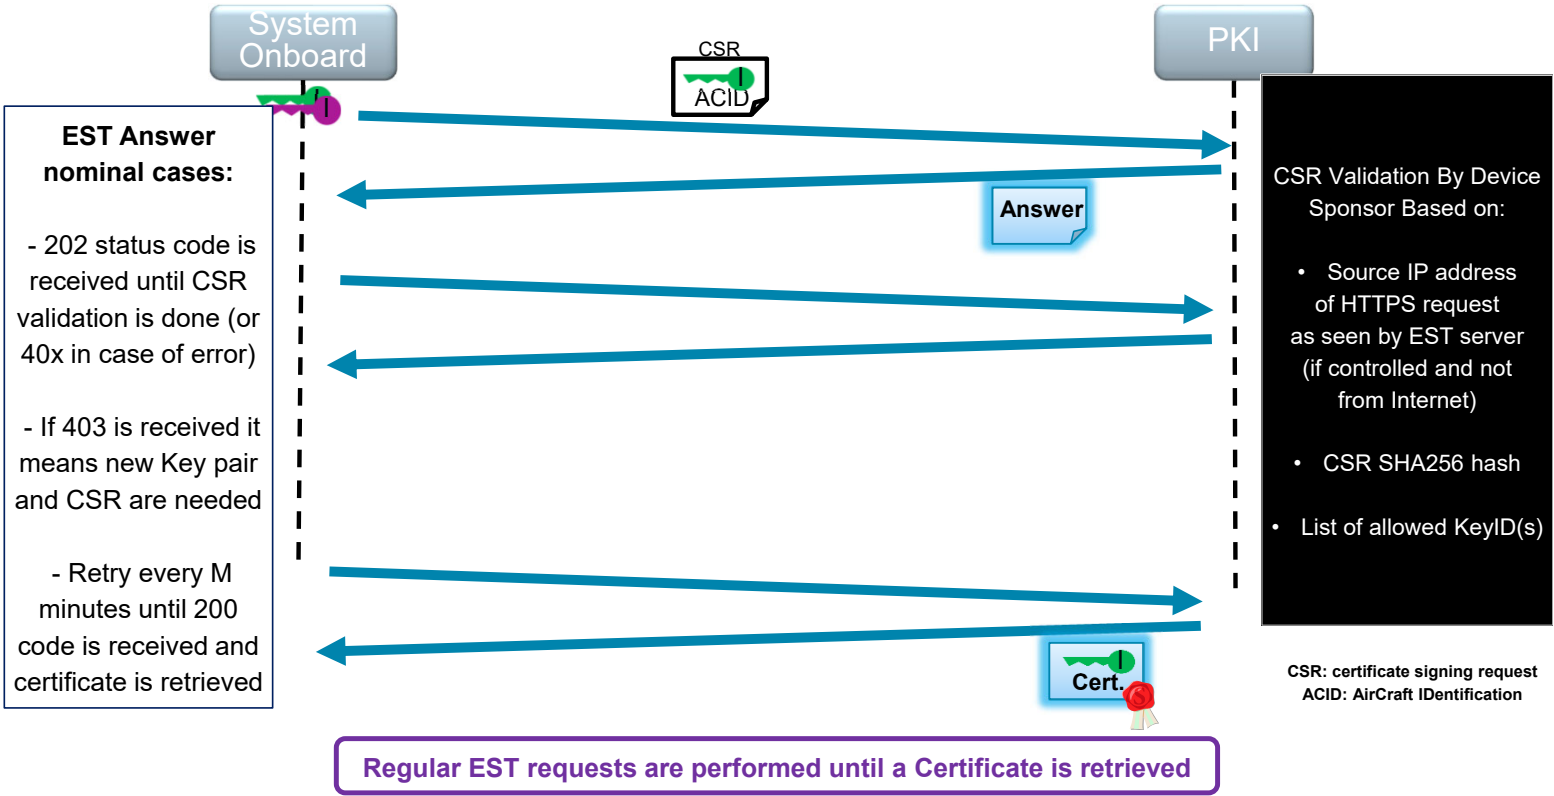 System
Onboard
PKI
CSR
ACID
EST Answer
nominal cases:
- 202 status code is
received until CSR
validation is done (or
40x in case of error)
- If 403 is received it
means new Key pair
and CSR are needed
- Retry every M
minutes until 200
code is received and
certificate is retrieved
Answer
CSR Validation By Device
Sponsor Based on:
• Source IP address
of HTTPS request
as seen by EST server
(if controlled and not
from Internet)
• CSR SHA256 hash
• List of allowed KeyID(s)
Cert.
CSR: certificate signing request
ACID: AirCraft IDentification
Regular EST requests are performed until a Certificate is retrieved